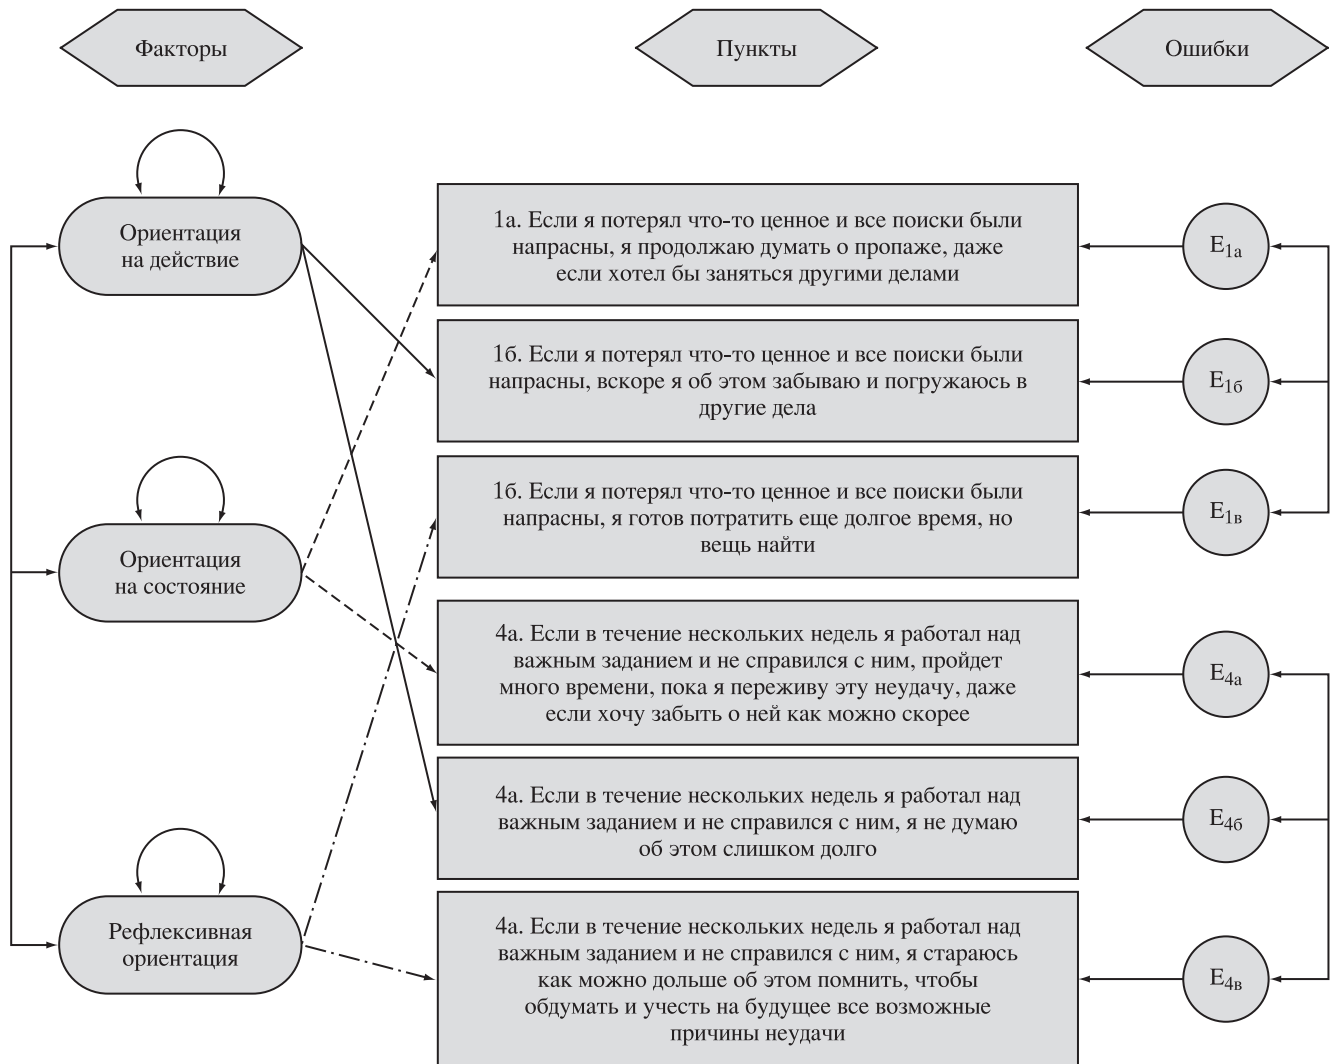 Факторы
Пункты
Ошибки
Ориентация
на действие
1а. Если я потерял что-то ценное и все поиски были
напрасны, я продолжаю думать о пропаже, даже
если хотел бы заняться другими делами
E1а
1б. Если я потерял что-то ценное и все поиски были
напрасны, вскоре я об этом забываю и погружаюсь в
другие дела
E1б
Ориентация
на состояние
1б. Если я потерял что-то ценное и все поиски были
напрасны, я готов потратить еще долгое время, но
вещь найти
E1в
4а. Если в течение нескольких недель я работал над
важным заданием и не справился с ним, пройдет
много времени, пока я переживу эту неудачу, даже
если хочу забыть о ней как можно скорее
E4а
4а. Если в течение нескольких недель я работал над
важным заданием и не справился с ним, я не думаю
об этом слишком долго
E4б
Рефлексивная
ориентация
4а. Если в течение нескольких недель я работал над
важным заданием и не справился с ним, я стараюсь
как можно дольше об этом помнить, чтобы
обдумать и учесть на будущее все возможные
причины неудачи
E4в